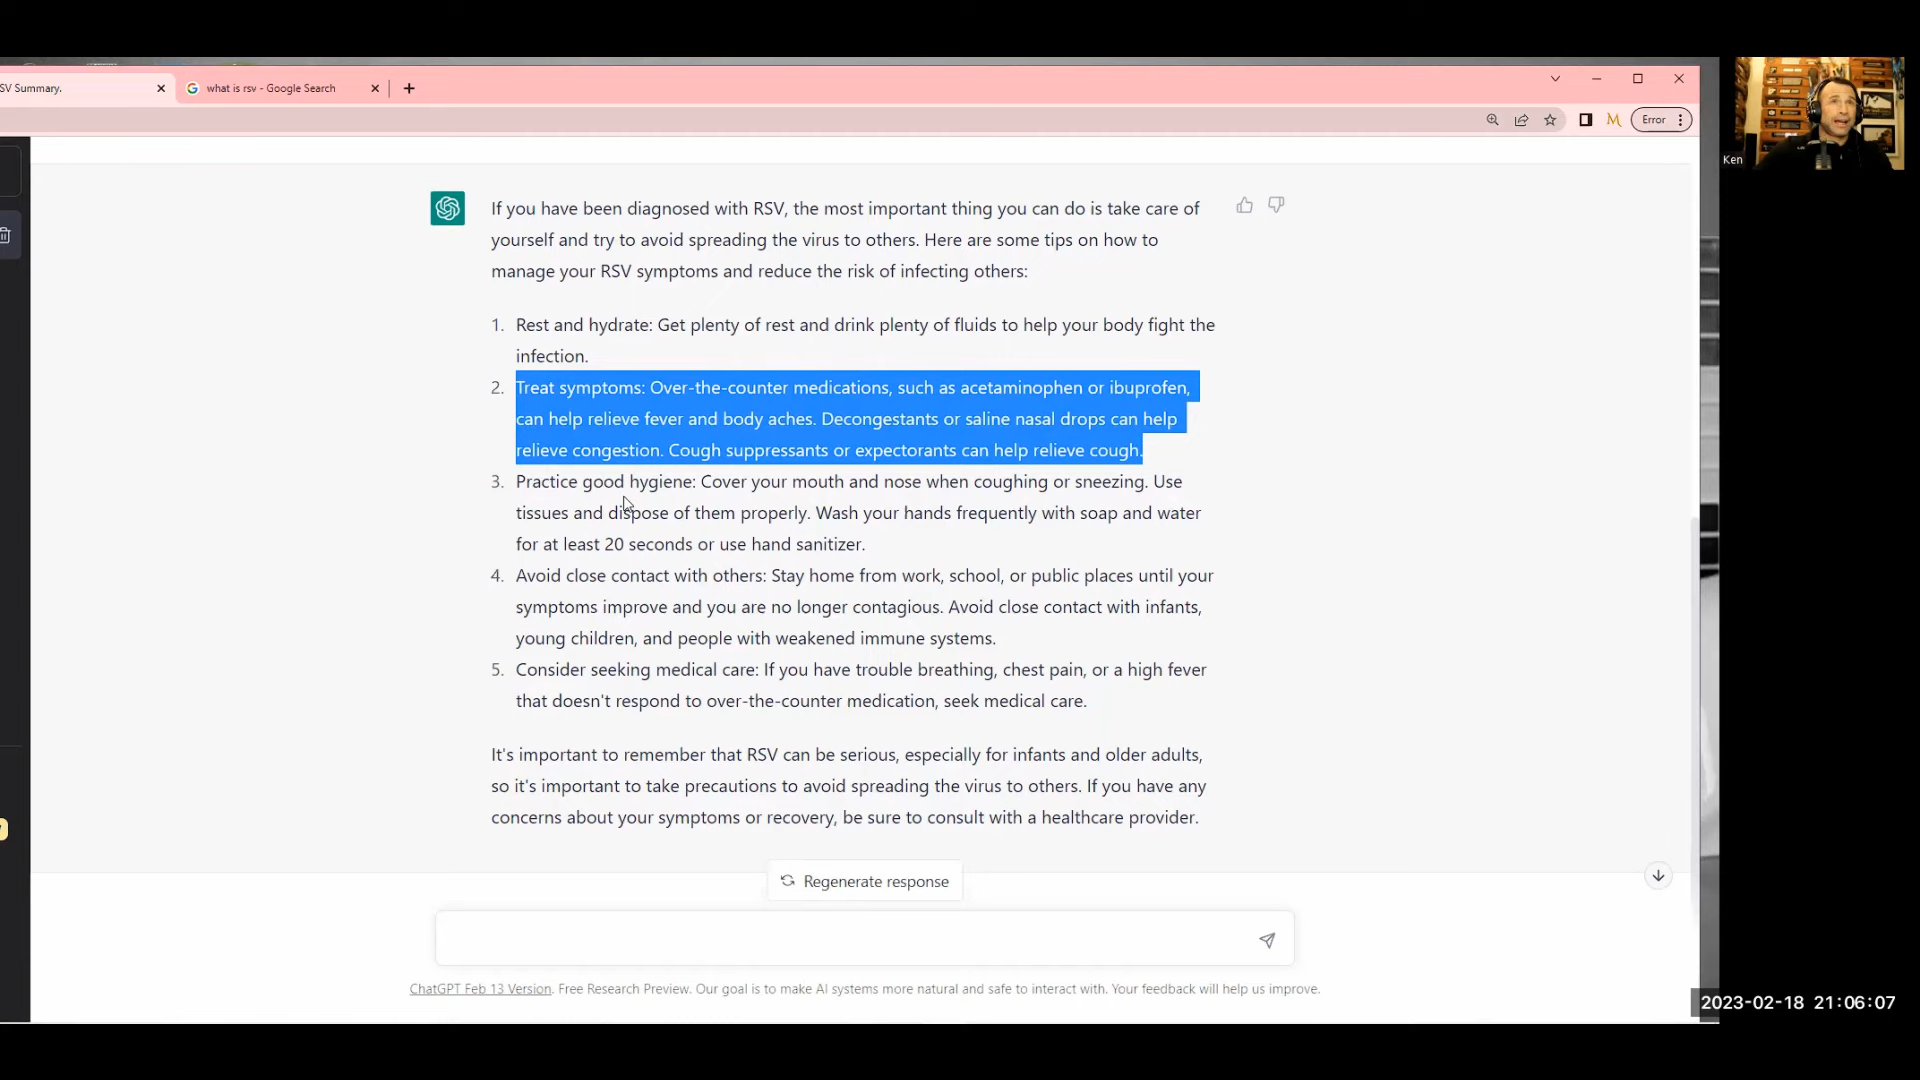 SV Summary.
what is rsv - Google Search
Error
Ken
If you have been diagnosed with RSV, the most important thing you can do is take care of
yourself and try to avoid spreading the virus to others. Here are some tips on how to
manage your RSV symptoms and reduce the risk of infecting others:
1. Rest and hydrate: Get plenty of rest and drink plenty of fluids to help your body fight the
infection.
2. Treat symptoms: Over-the-counter medications, such as acetaminophen or ibuprofen,
can help relieve fever and body aches. Decongestants or saline nasal drops can help
relieve congestion. Cough suppressants or expectorants can help relieve cough.
3. Practice good hygiene: Cover your mouth and nose when coughing or sneezing. Use
tissues and dispose of them properly. Wash your hands frequently with soap and water
for at least 20 seconds or use hand sanitizer.
4. Avoid close contact with others: Stay home from work, school, or public places until your
symptoms improve and you are no longer contagious. Avoid close contact with infants,
young children, and people with weakened immune systems.
5. Consider seeking medical care: If you have trouble breathing, chest pain, or a high fever
that doesn't respond to over-the-counter medication, seek medical care.
It's important to remember that RSV can be serious, especially for infants and older adults,
so it's important to take precautions to avoid spreading the virus to others. If you have any
concerns about your symptoms or recovery, be sure to consult with a healthcare provider.
Regenerate response
ChatGPT Feb 13 Version. Free Research Preview. Our goal is to make AI systems more natural and safe to interact with. Your feedback will help us improve.
2023-02-18 21:06:07